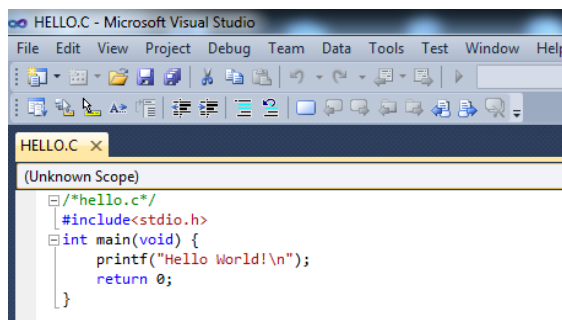 HELLO.C - Microsoft Visual Studio
File Edit View Project Debug Team Data Tools Test Window Help
HELLO.C
(Unknown Scope)
/*hello.c*/
#include<stdio.h>
int main(void) {
    printf("Hello World!\n");
    return 0;
}